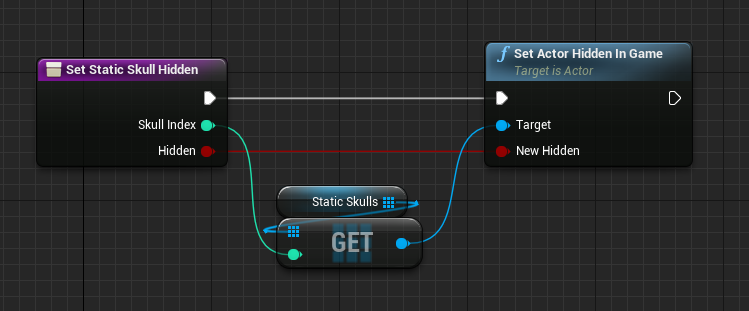 Set Static Skull Hidden
Skull Index
Hidden
f Set Actor Hidden In Game
Target is Actor
Target
New Hidden
Static Skulls
GET